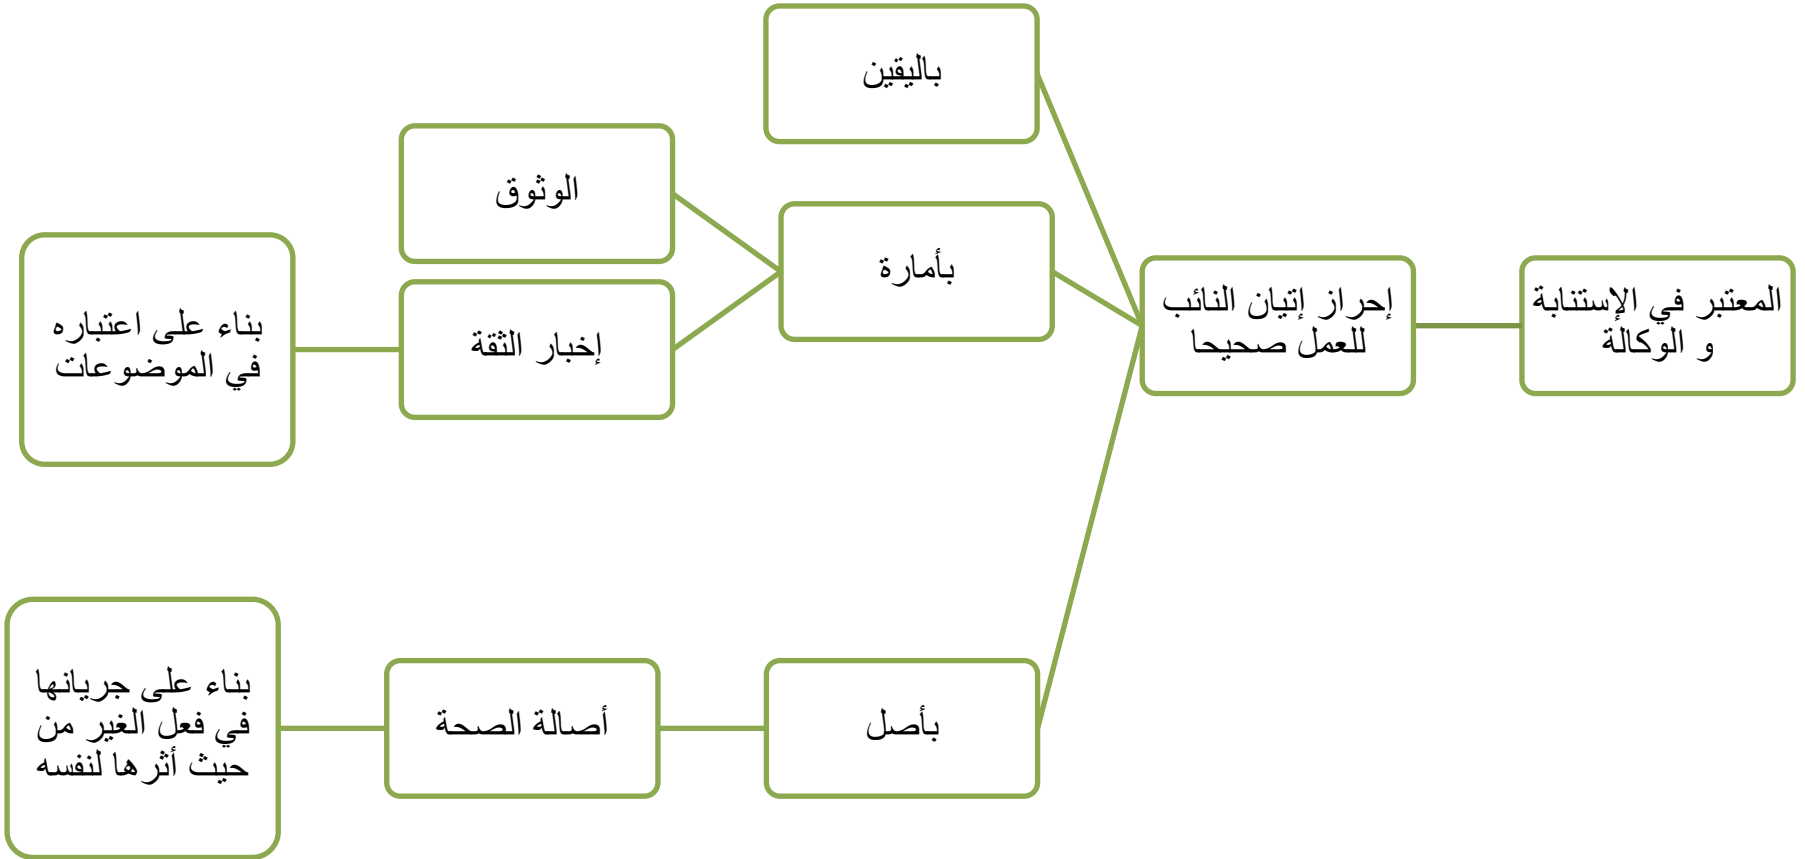 المعتبر في الإستنابة
و الوكالة
إحراز إتيان النائب
للعمل صحيحا
باليقين
بأمارة
الوثوق
إخبار الثقة
بناء على اعتباره
في الموضوعات
بأصل
أصالة الصحة
بناء على جريانها
في فعل الغير من
حيث أثرها لنفسه